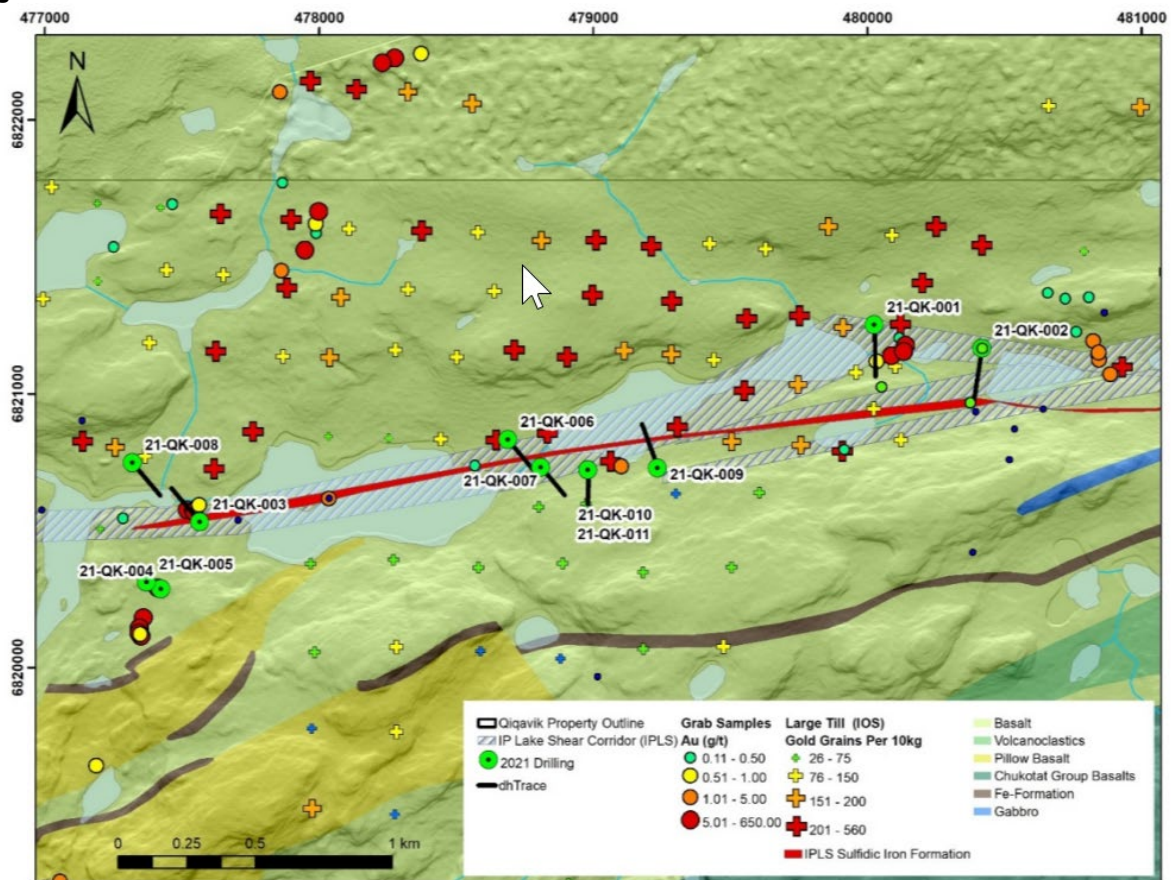 477000
478000
479000
480000
481000
N
6822000
6821000
6820000
21-QK-001
21-QK-002
21-QK-006
21-QK-008
21-QK-007
21-QK-009
21-QK-003
21-QK-010
21-QK-011
21-QK-004
21-QK-005
0
0.25
0.5
1 km
Qiqavik Property Outline
IP Lake Shear Corridor (IPLS)
2021 Drilling
dhTrace
Grab Samples
Au (g/t)
0.11 - 0.50
0.51 - 1.00
1.01 - 5.00
5.01 - 650.00
Large Till (IOS)
Gold Grains Per 10kg
26 - 75
76 - 150
151 - 200
201 - 560
IPLS Sulfidic Iron Formation
Basalt
Volcanoclastics
Pillow Basalt
Chukotat Group Basalts
Fe-Formation
Gabbro